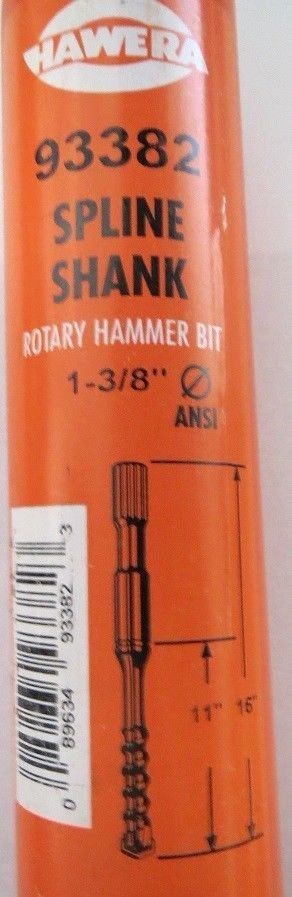 HAWERA
93382
SPLINE
SHANK
ROTARY HAMMER BIT
1-3/8" Ø
ANSI
11" 16"
0 89634 93382 3